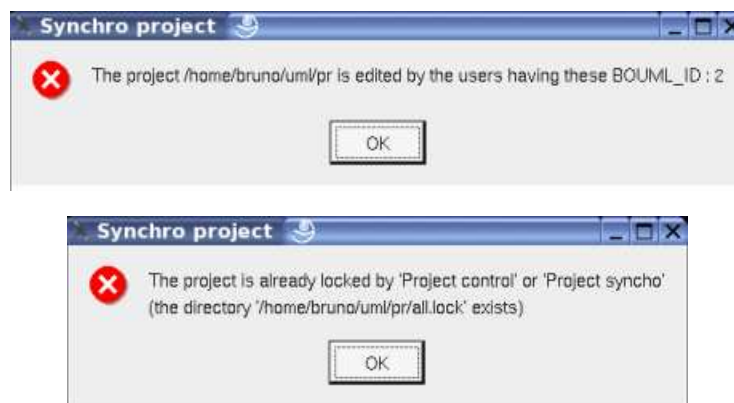 Synchro project
The project /home/bruno/uml/pr is edited by the users having these BOUML_ID : 2
OK
Synchro project
The project is already locked by 'Project control' or 'Project syncho'
(the directory '/home/bruno/uml/pr/all.lock' exists)
OK